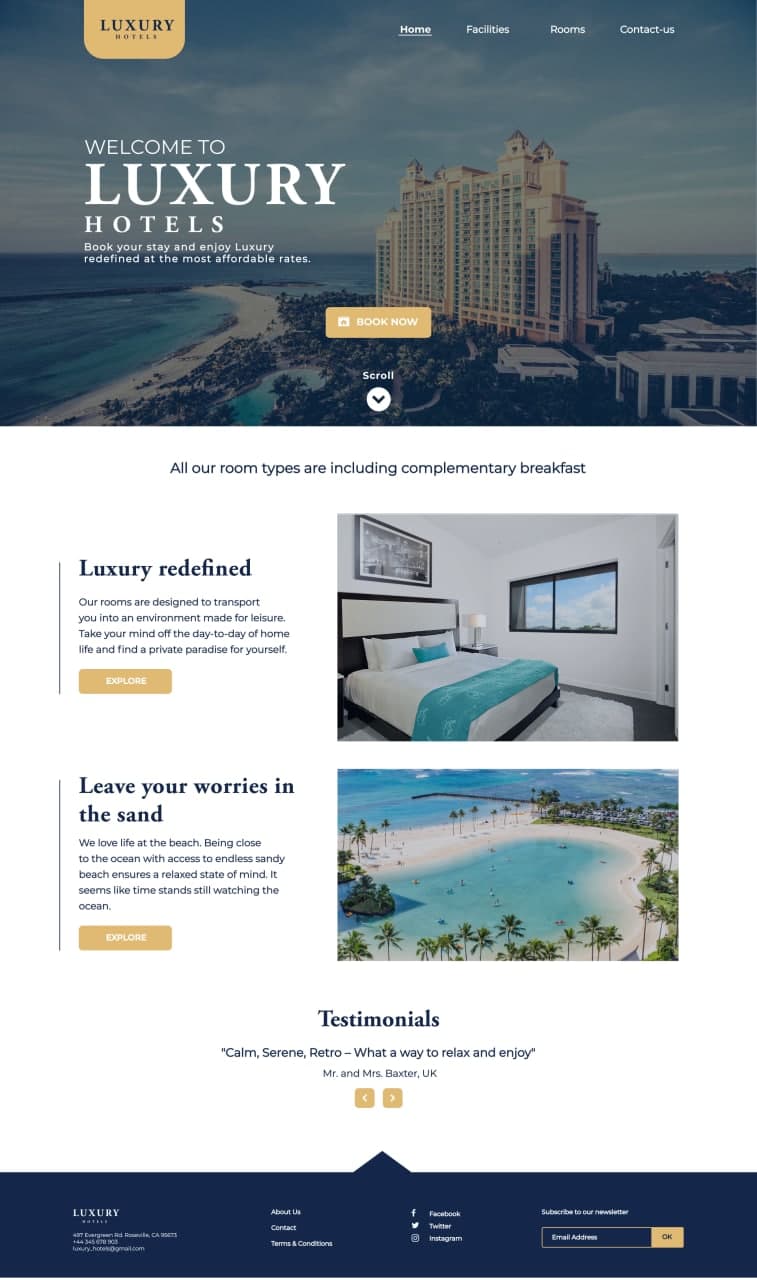 LUXURY
HOTELS
Home
Facilities
Rooms
Contact-us
WELCOME TO
LUXURY
HOTELS
Book your stay and enjoy Luxury
redefined at the most affordable rates.
BOOK NOW
Scroll
All our room types are including complementary breakfast
Luxury redefined
Our rooms are designed to transport
you into an environment made for leisure.
Take your mind off the day-to-day of home
life and find a private paradise for yourself.
EXPLORE
Leave your worries in
the sand
We love life at the beach. Being close
to the ocean with access to endless sandy
beach ensures a relaxed state of mind. It
seems like time stands still watching the
ocean.
EXPLORE
Testimonials
"Calm, Serene, Retro – What a way to relax and enjoy"
Mr. and Mrs. Baxter, UK
LUXURY
HOTELS
497 Evergreen Rd. Roseville, CA 95673
+44 345 678 903
luxury_hotels@gmail.com
About Us
Contact
Terms & Conditions
Facebook
Twitter
Instagram
Subscribe to our newsletter
Email Address
OK